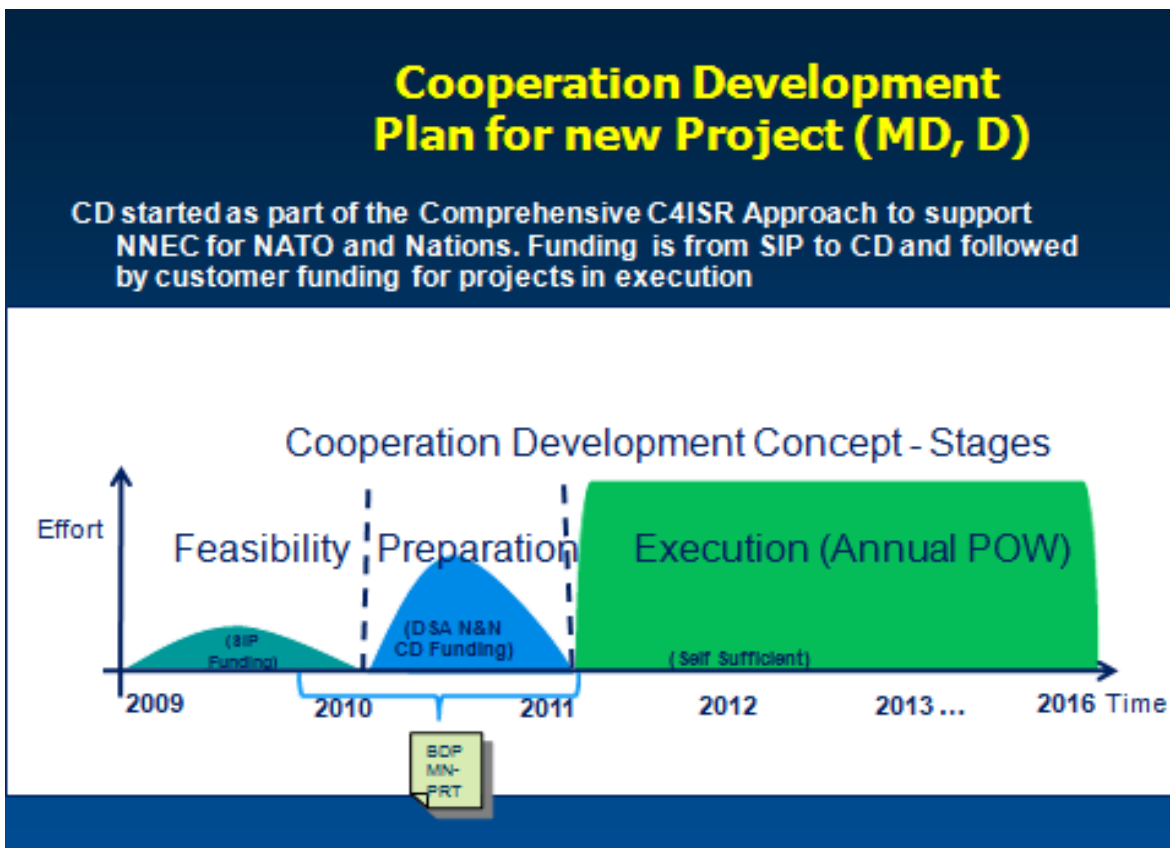 Cooperation Development
Plan for new Project (MD, D)
CD started as part of the Comprehensive C4ISR Approach to support
NNEC for NATO and Nations. Funding is from SIP to CD and followed
by customer funding for projects in execution
Cooperation Development Concept - Stages
Effort
Feasibility
Preparation
Execution (Annual POW)
(SIP
Funding)
(DSA N&N
CD Funding)
(Self Sufficient)
2009
2010
2011
2012
2013 ...
2016 Time
BDP
MN-
PRT